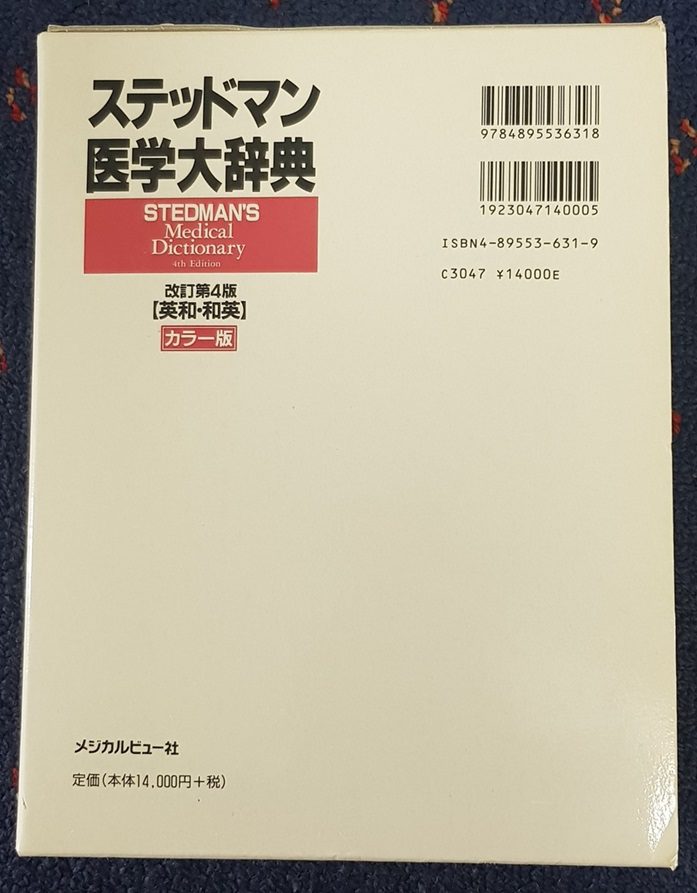 ステッドマン
医学大辞典
STEDMAN'S
Medical
Dictionary
4th Edition
改訂第4版
【英和・和英】
カラー版
9784895536318
1923047140005
ISBN4-89553-631-9
C3047 ¥14000E
メジカルビュー社
定価(本体14,000円+税)